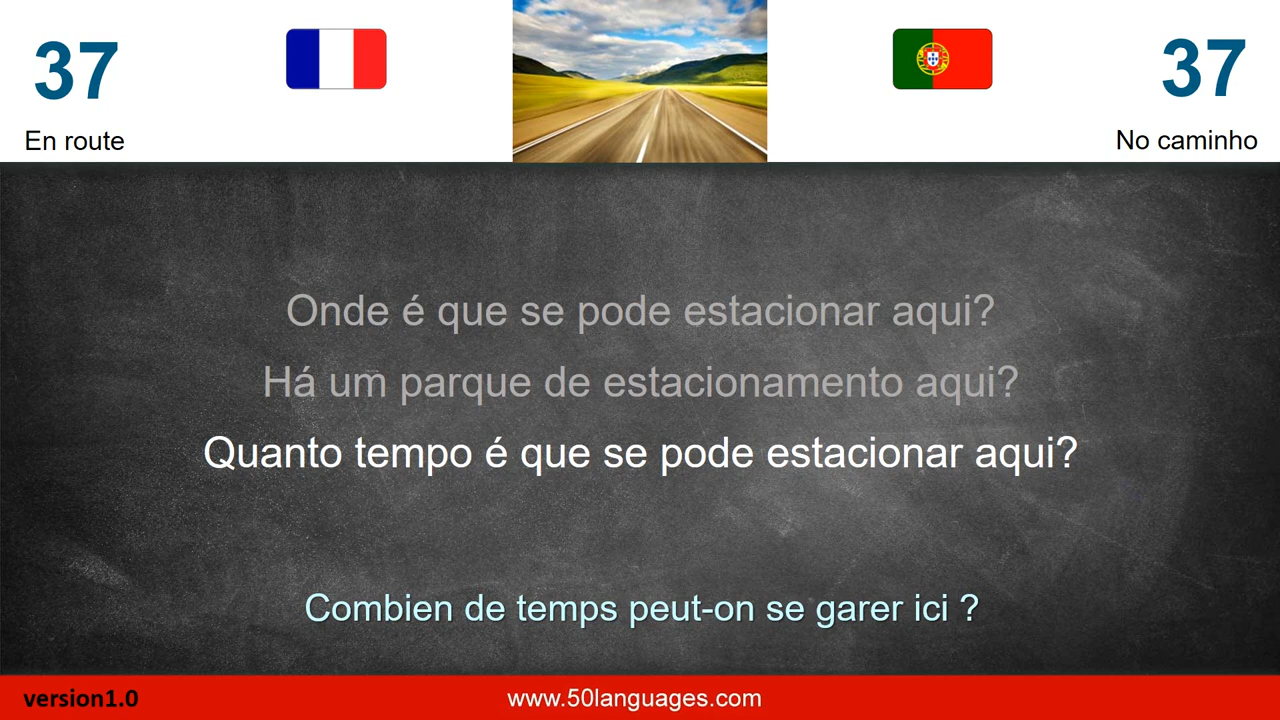 37
37
En route
No caminho
Onde é que se pode estacionar aqui?
Há um parque de estacionamento aqui?
Quanto tempo é que se pode estacionar aqui?
Combien de temps peut-on se garer ici ?
version1.0
www.50languages.com